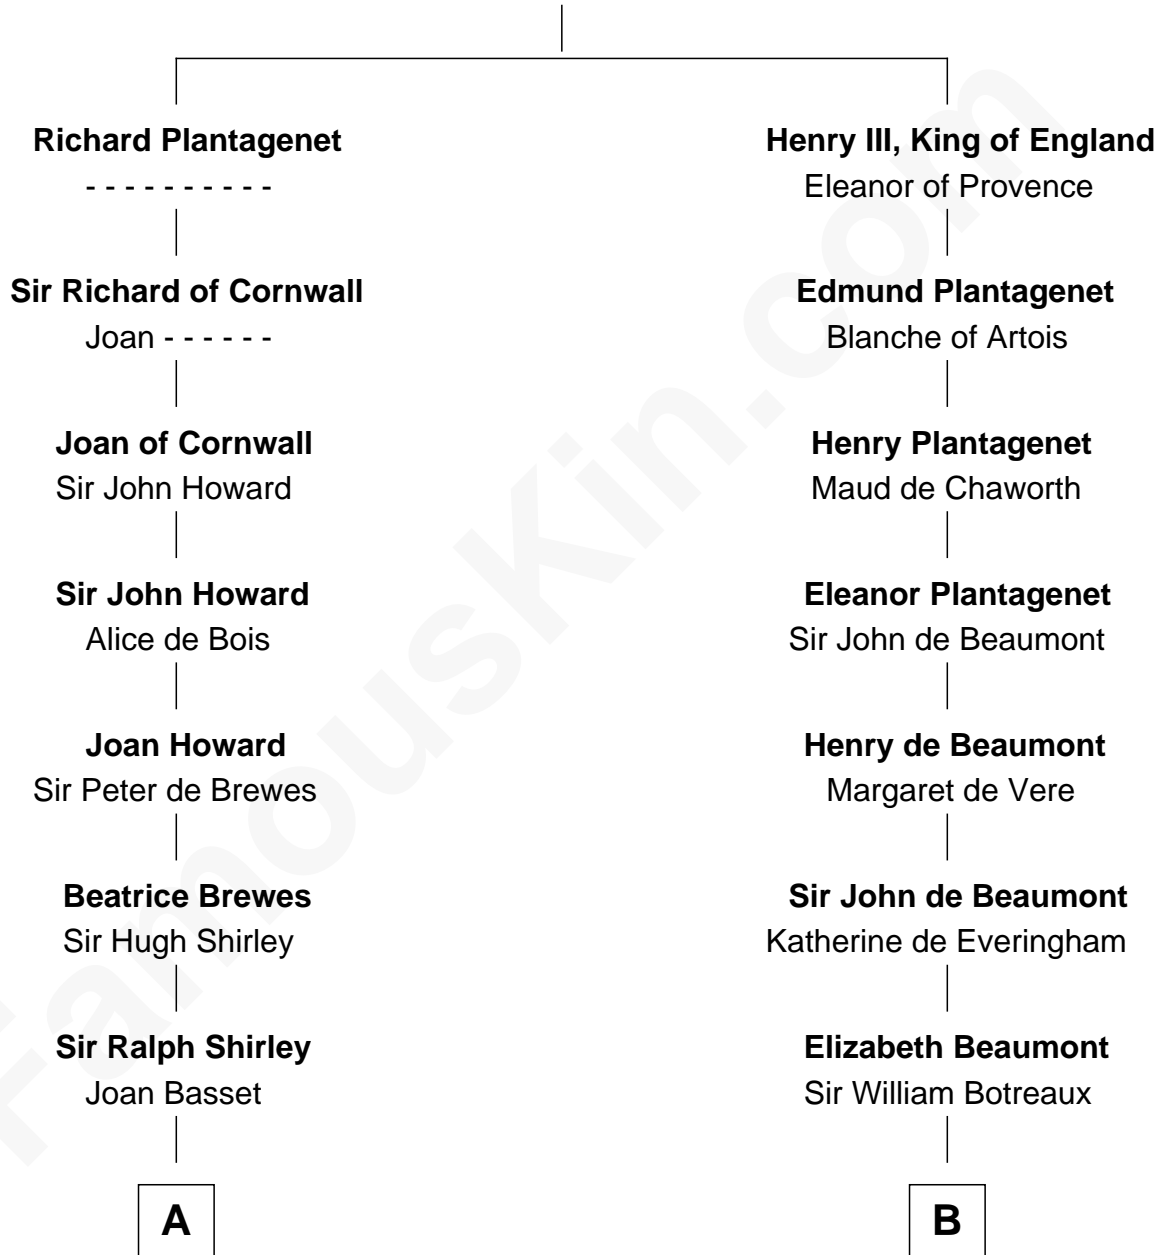 Richard Plantagenet
- - - - - - - - - -
Sir Richard of Cornwall
Joan - - - - - -
Joan of Cornwall
Sir John Howard
Sir John Howard
Alice de Bois
Joan Howard
Sir Peter de Brewes
Beatrice Brewes
Sir Hugh Shirley
Sir Ralph Shirley
Joan Basset
A
Henry III, King of England
Eleanor of Provence
Edmund Plantagenet
Blanche of Artois
Henry Plantagenet
Maud de Chaworth
Eleanor Plantagenet
Sir John de Beaumont
Henry de Beaumont
Margaret de Vere
Sir John de Beaumont
Katherine de Everingham
Elizabeth Beaumont
Sir William Botreaux
B
FamousKin.com